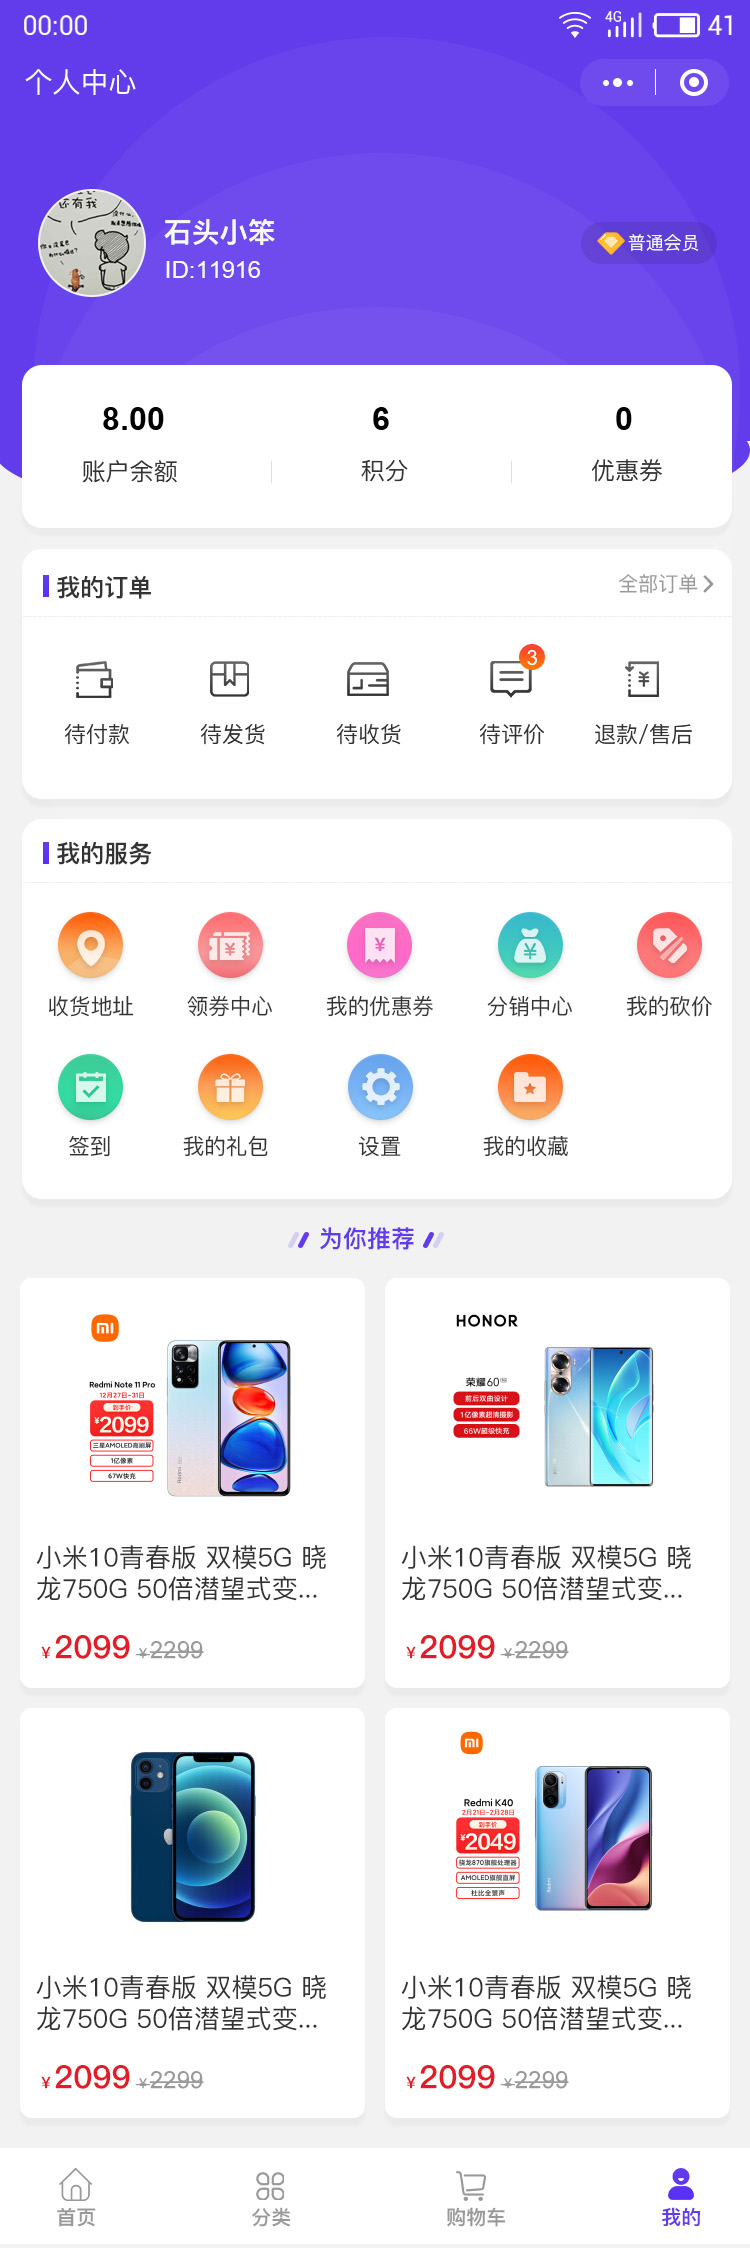 00:00
4G
41
个人中心
还有我
石头小笨
ID:11916
普通会员
8.00
6
0
账户余额
积分
优惠券
我的订单
全部订单
3
待付款
待发货
待收货
待评价
退款/售后
我的服务
收货地址
领券中心
我的优惠券
分销中心
我的砍价
签到
我的礼包
设置
我的收藏
为你推荐
Redmi Note 11 Pro
12月27日-31日
到手价
¥2099
三星AMOLED高刷屏
1亿像素
67W快充
Redmi
小米10青春版 双模5G 晓
龙750G 50倍潜望式变...
¥2099 ¥2299
HONOR
荣耀60
前后双曲设计
1亿像素超清摄影
66W超级快充
小米10青春版 双模5G 晓
龙750G 50倍潜望式变...
¥2099 ¥2299
小米10青春版 双模5G 晓
龙750G 50倍潜望式变...
¥2099 ¥2299
Redmi K40
2月21日-2月28日
到手价
¥2049
骁龙870旗舰处理器
AMOLED旗舰直屏
杜比全景声
Redmi
小米10青春版 双模5G 晓
龙750G 50倍潜望式变...
¥2099 ¥2299
首页
分类
购物车
我的